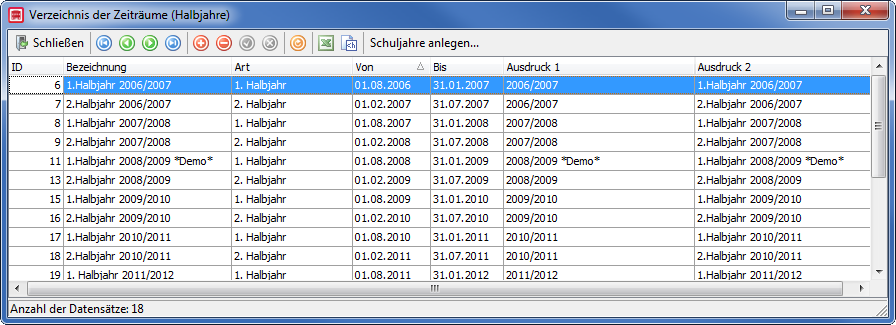 Verzeichnis der Zeiträume (Halbjahre)
Schließen Schuljahre anlegen...
ID Bezeichnung Art Von Bis Ausdruck 1 Ausdruck 2
6 1.Halbjahr 2006/2007 1. Halbjahr 01.08.2006 31.01.2007 2006/2007 1.Halbjahr 2006/2007
7 2.Halbjahr 2006/2007 2. Halbjahr 01.02.2007 31.07.2007 2006/2007 2.Halbjahr 2006/2007
8 1.Halbjahr 2007/2008 1. Halbjahr 01.08.2007 31.01.2008 2007/2008 1.Halbjahr 2007/2008
9 2.Halbjahr 2007/2008 2. Halbjahr 01.02.2008 31.07.2008 2007/2008 2.Halbjahr 2007/2008
11 1.Halbjahr 2008/2009 *Demo* 1. Halbjahr 01.08.2008 31.01.2009 2008/2009 *Demo* 1.Halbjahr 2008/2009 *Demo*
13 2.Halbjahr 2008/2009 2. Halbjahr 01.02.2009 31.07.2009 2008/2009 2.Halbjahr 2008/2009
15 1.Halbjahr 2009/2010 1. Halbjahr 01.08.2009 31.01.2010 2009/2010 1.Halbjahr 2009/2010
16 2.Halbjahr 2009/2010 2. Halbjahr 01.02.2010 31.07.2010 2009/2010 2.Halbjahr 2009/2010
17 1.Halbjahr 2010/2011 1. Halbjahr 01.08.2010 31.01.2011 2010/2011 1.Halbjahr 2010/2011
18 2.Halbjahr 2010/2011 2. Halbjahr 01.02.2011 31.07.2011 2010/2011 2.Halbjahr 2010/2011
19 1. Halbjahr 2011/2012 1. Halbjahr 01.08.2011 31.01.2012 2011/2012 1.Halbjahr 2011/2012
Anzahl der Datensätze: 18